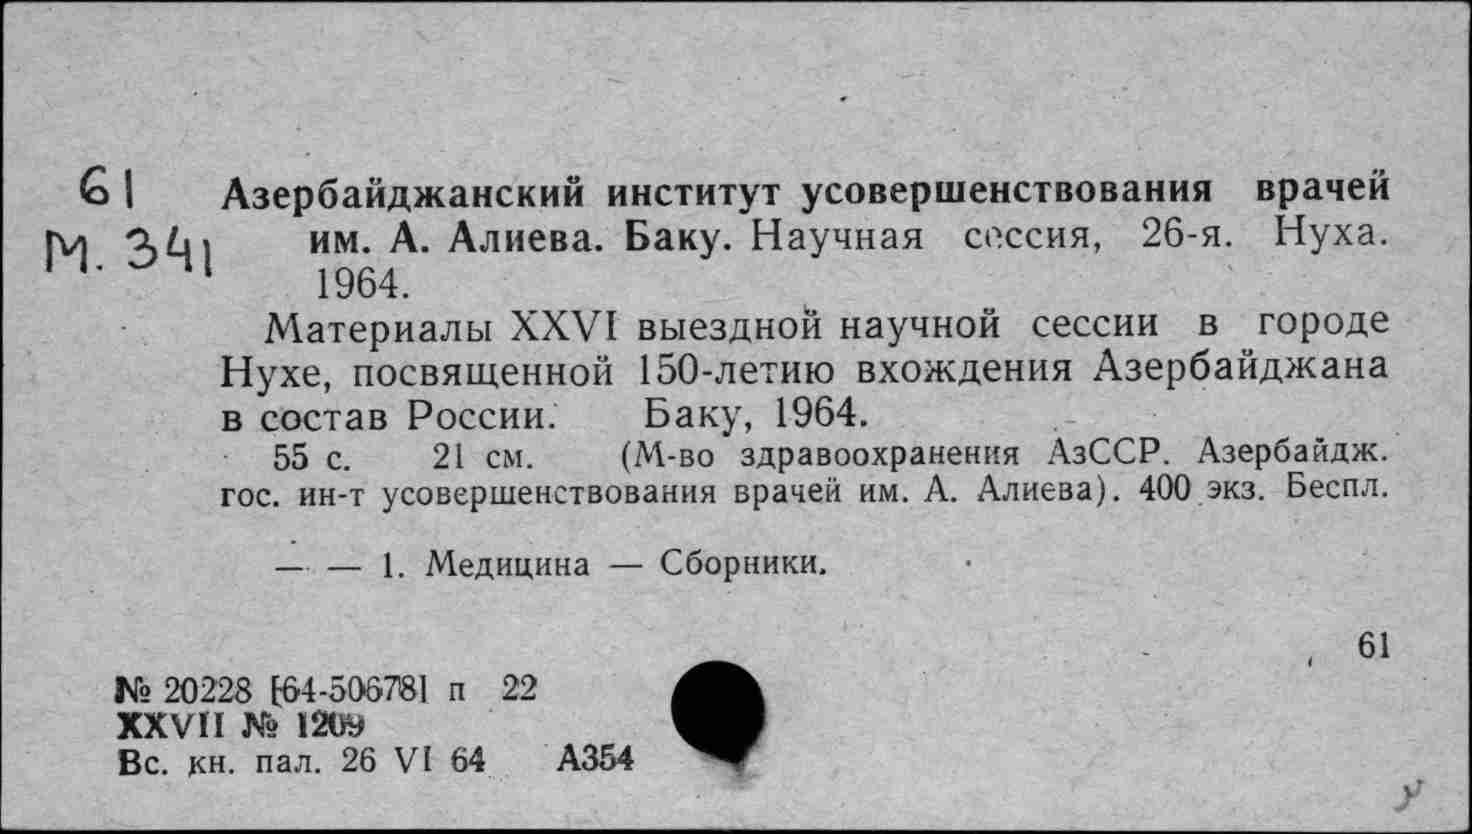 61 Азербайджанский институт усовершенствования врачей
М. 341 им. А. Алиева. Баку. Научная сессия, 26-я. Нуха.
1964.
Материалы XXVI выездной научной сессии в городе
Нухе, посвященной 150-летию вхождения Азербайджана
в состав России. Баку, 1964.
55 с. 21 см. (М-во здравоохранения АзССР. Азербайдж.
гос. ин-т усовершенствования врачей им. А. Алиева). 400 экз. Беспл.
— — 1. Медицина — Сборники.
61
№ 20228 [64-50678] п 22
XXVII № 1209
Вс. кн. пал. 26 VI 64 А354
у